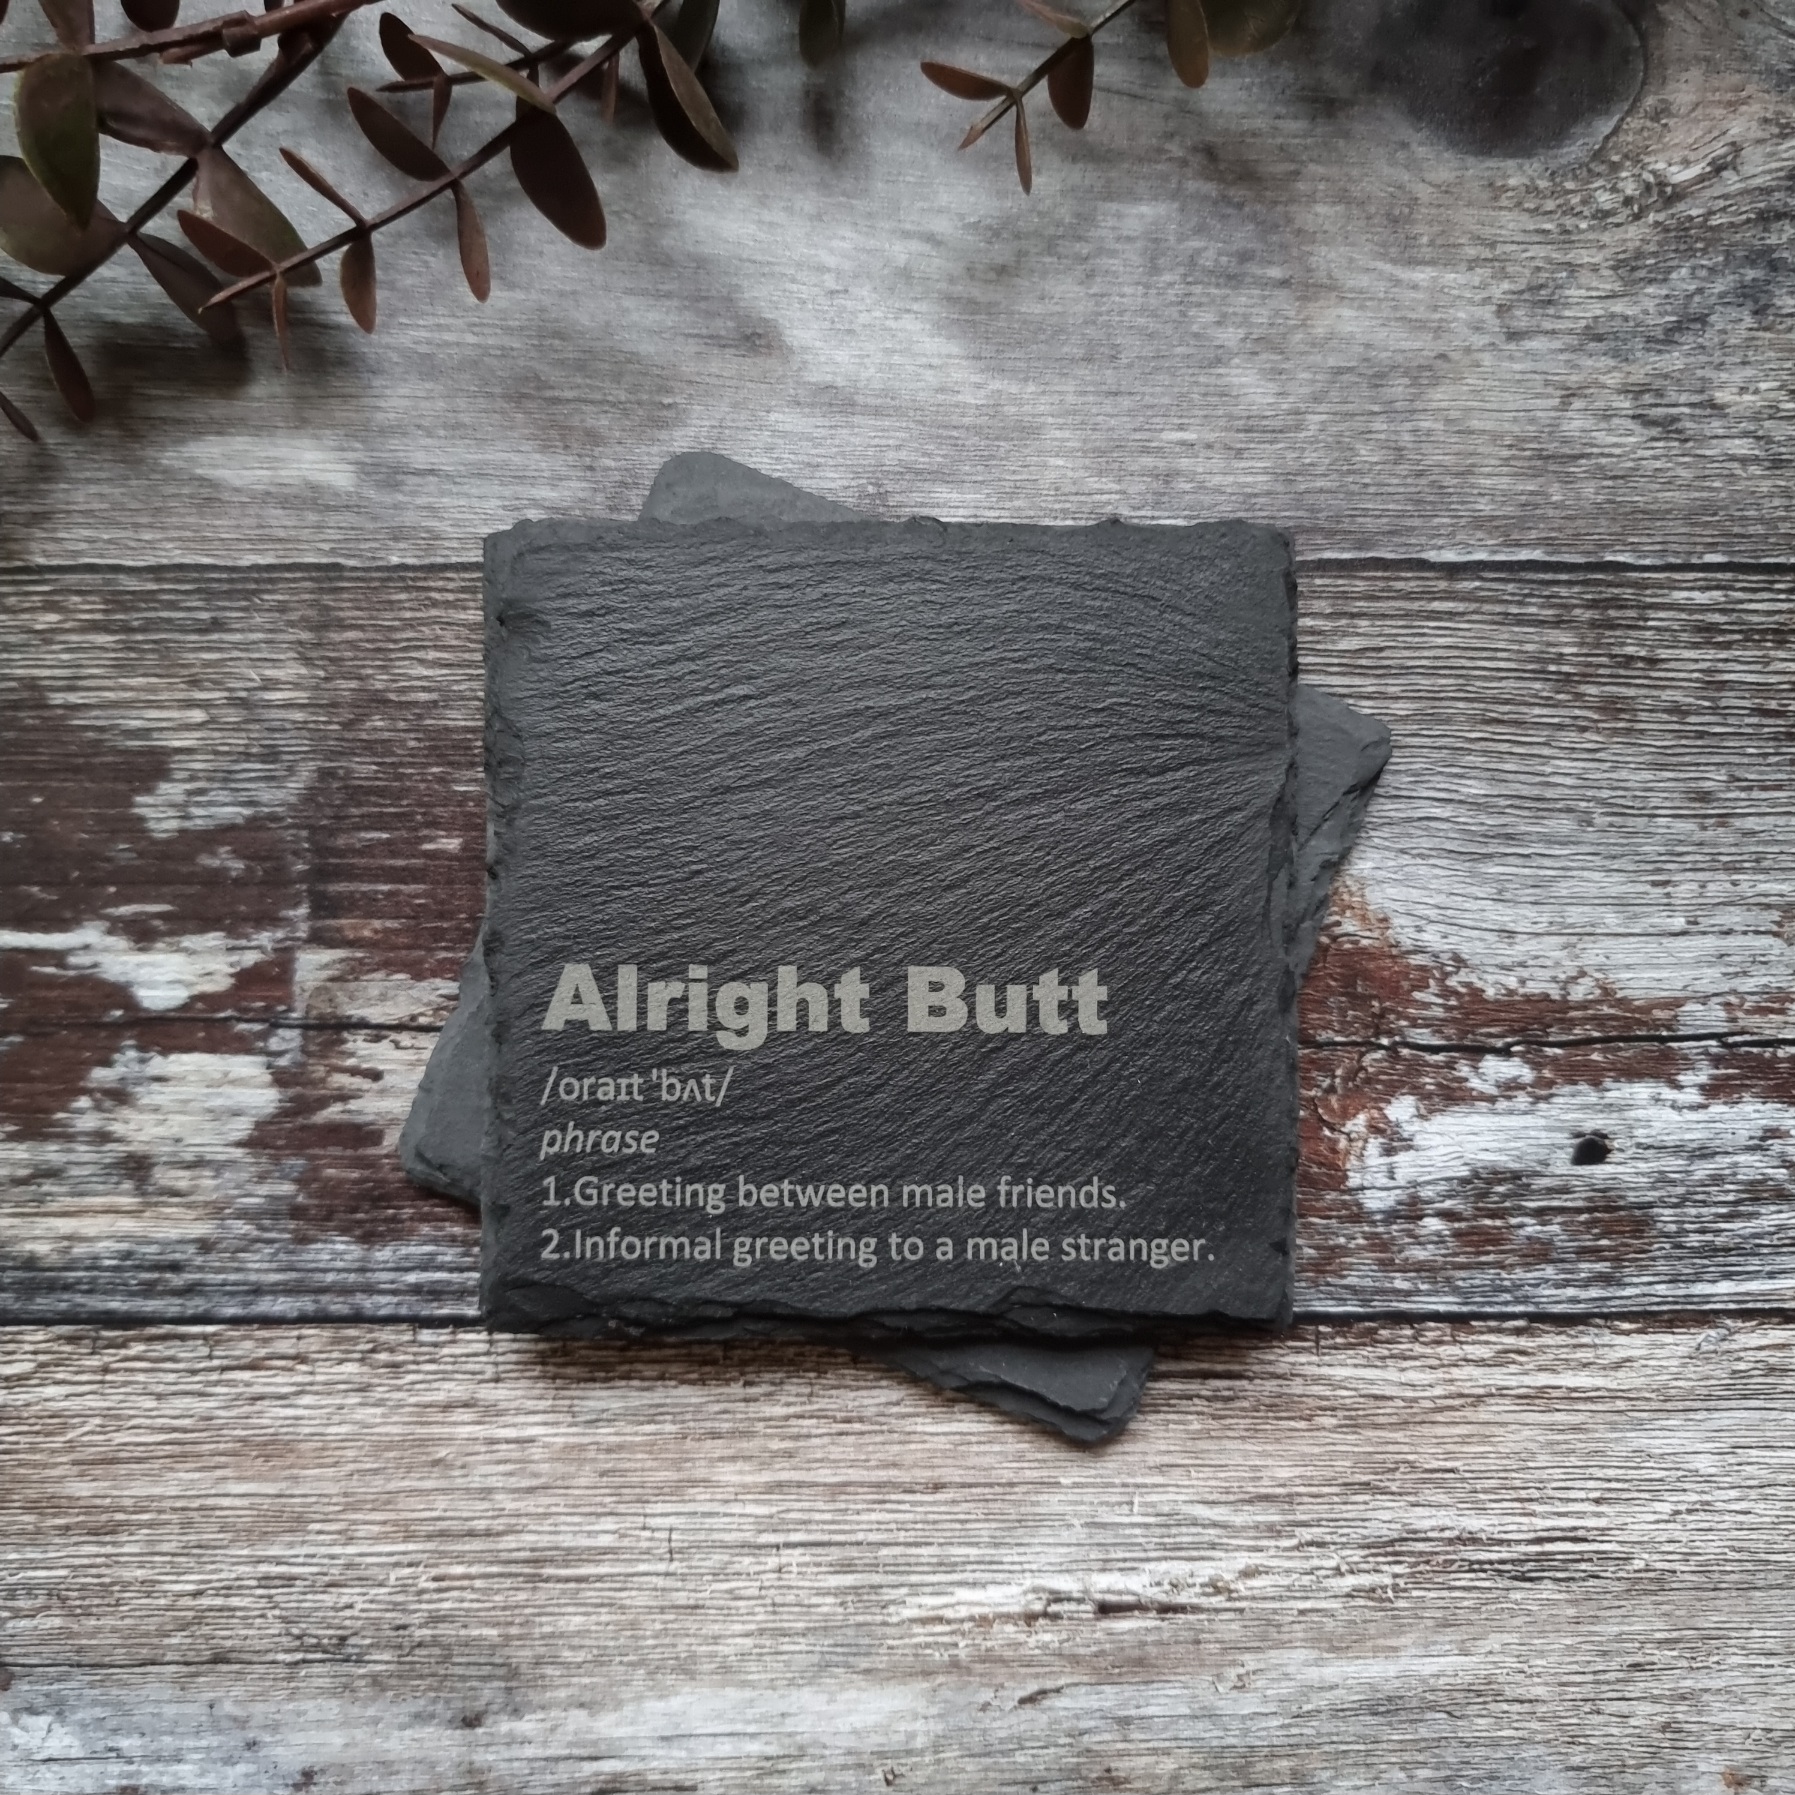 Alright Butt
/oraɪt 'bʌt/
phrase
1.Greeting between male friends.
2.Informal greeting to a male stranger.